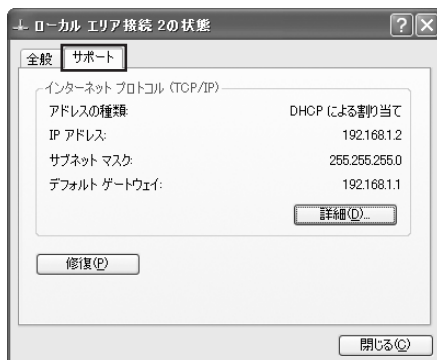 ローカル エリア接続 2の状態
全般 サポート
インターネット プロトコル (TCP/IP)
アドレスの種類: DHCP による割り当て
IP アドレス: 192.168.1.2
サブネット マスク: 255.255.255.0
デフォルト ゲートウェイ: 192.168.1.1
詳細(D)...
修復(P)
閉じる(C)